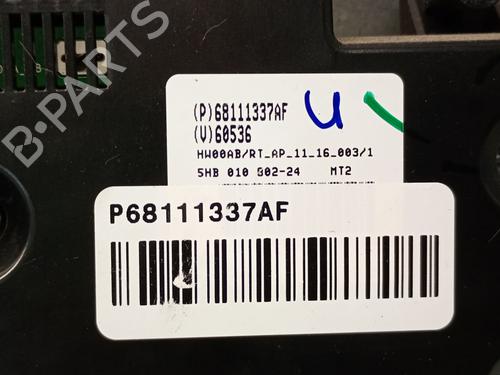 B-PARTS
(P)68111337AF
(V)60536
U
HW00AB/RT_AP_11_16_003/1
5HB 010 802-24 MT2
P68111337AF